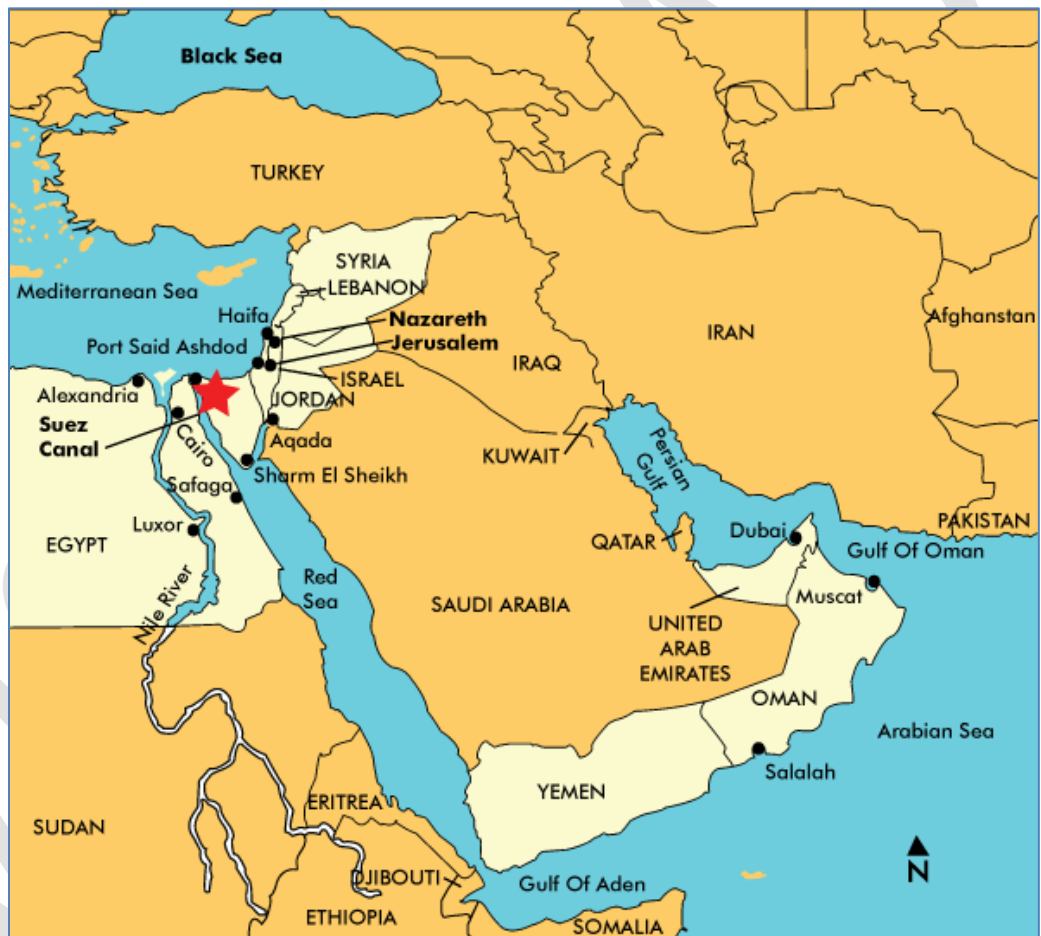 Black Sea
TURKEY
SYRIA
LEBANON
Mediterranean Sea
Haifa
Nazareth
Jerusalem
Port Said Ashdod
ISRAEL
JORDAN
Alexandria
Suez
Canal
Cairo
Aqada
Sharm El Sheikh
Safaga
Luxor
EGYPT
Nile River
Red
Sea
IRAQ
IRAN
Afghanstan
KUWAIT
Persian
Gulf
PAKISTAN
QATAR
Dubai
Gulf Of Oman
Muscat
SAUDI ARABIA
UNITED
ARAB
EMIRATES
OMAN
Arabian Sea
Salalah
YEMEN
ERITREA
SUDAN
DJIBOUTI
Gulf Of Aden
ETHIOPIA
SOMALIA
N